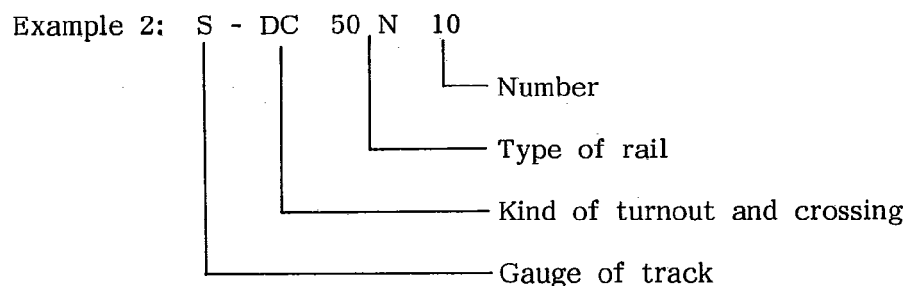 Example 2: S - DC 50 N 10
Number
Type of rail
Kind of turnout and crossing
Gauge of track